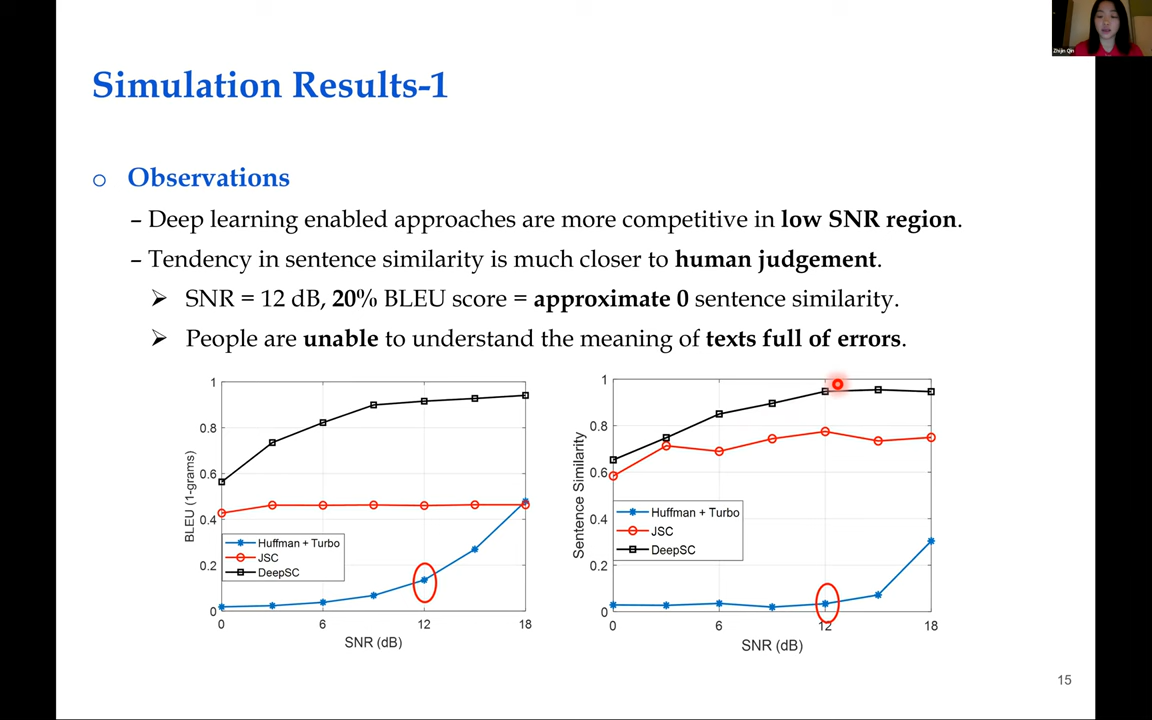 Zhijin Qin
Simulation Results-1
o Observations
– Deep learning enabled approaches are more competitive in low SNR region.
– Tendency in sentence similarity is much closer to human judgement.
➢ SNR = 12 dB, 20% BLEU score = approximate 0 sentence similarity.
➢ People are unable to understand the meaning of texts full of errors.
1
0.8
0.6
0.4
0.2
0
BLEU (1-grams)
Huffman + Turbo
JSC
DeepSC
0 6 12 18
SNR (dB)
1
0.8
0.6
0.4
0.2
0
Sentence Similarity
Huffman + Turbo
JSC
DeepSC
0 6 12 18
SNR (dB)
15